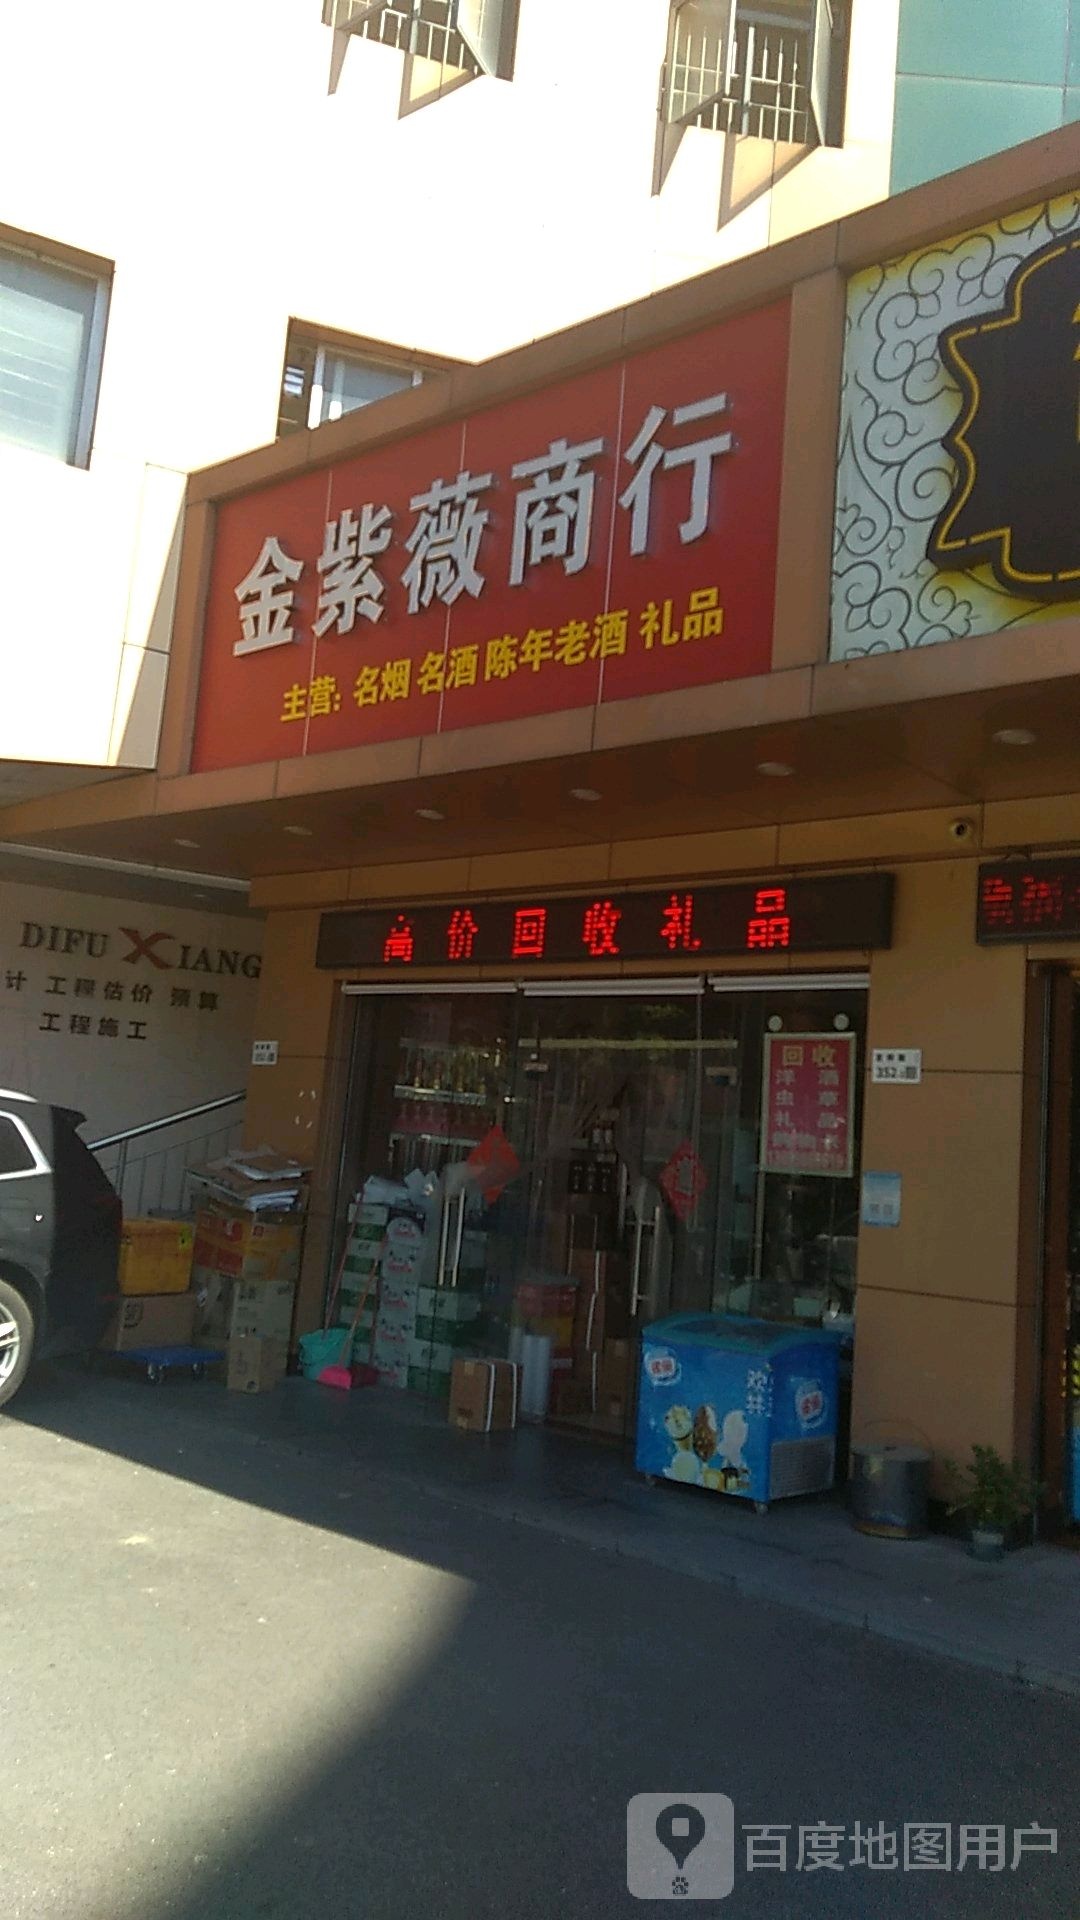 金紫薇商行
主营: 名烟 名酒 陈年老酒 礼品
高价回收礼品
DIFU XIANG
计 工程估价 预算
工程施工
352
回收
洋酒
虫草
礼品
欢
百度地图用户